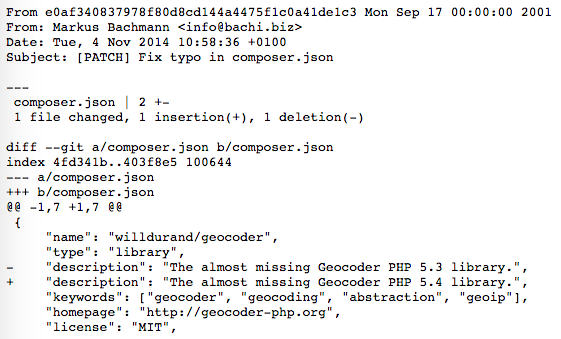 From e0af340837978f80d8cd144a4475f1c0a41de1c3 Mon Sep 17 00:00:00 2001
From: Markus Bachmann <info@bachi.biz>
Date: Tue, 4 Nov 2014 10:58:36 +0100
Subject: [PATCH] Fix typo in composer.json

---
 composer.json | 2 +-
 1 file changed, 1 insertion(+), 1 deletion(-)

diff --git a/composer.json b/composer.json
index 4fd341b..403f8e5 100644
--- a/composer.json
+++ b/composer.json
@@ -1,7 +1,7 @@
 {
     "name": "willdurand/geocoder",
     "type": "library",
-    "description": "The almost missing Geocoder PHP 5.3 library.",
+    "description": "The almost missing Geocoder PHP 5.4 library.",
     "keywords": ["geocoder", "geocoding", "abstraction", "geoip"],
     "homepage": "http://geocoder-php.org",
     "license": "MIT",